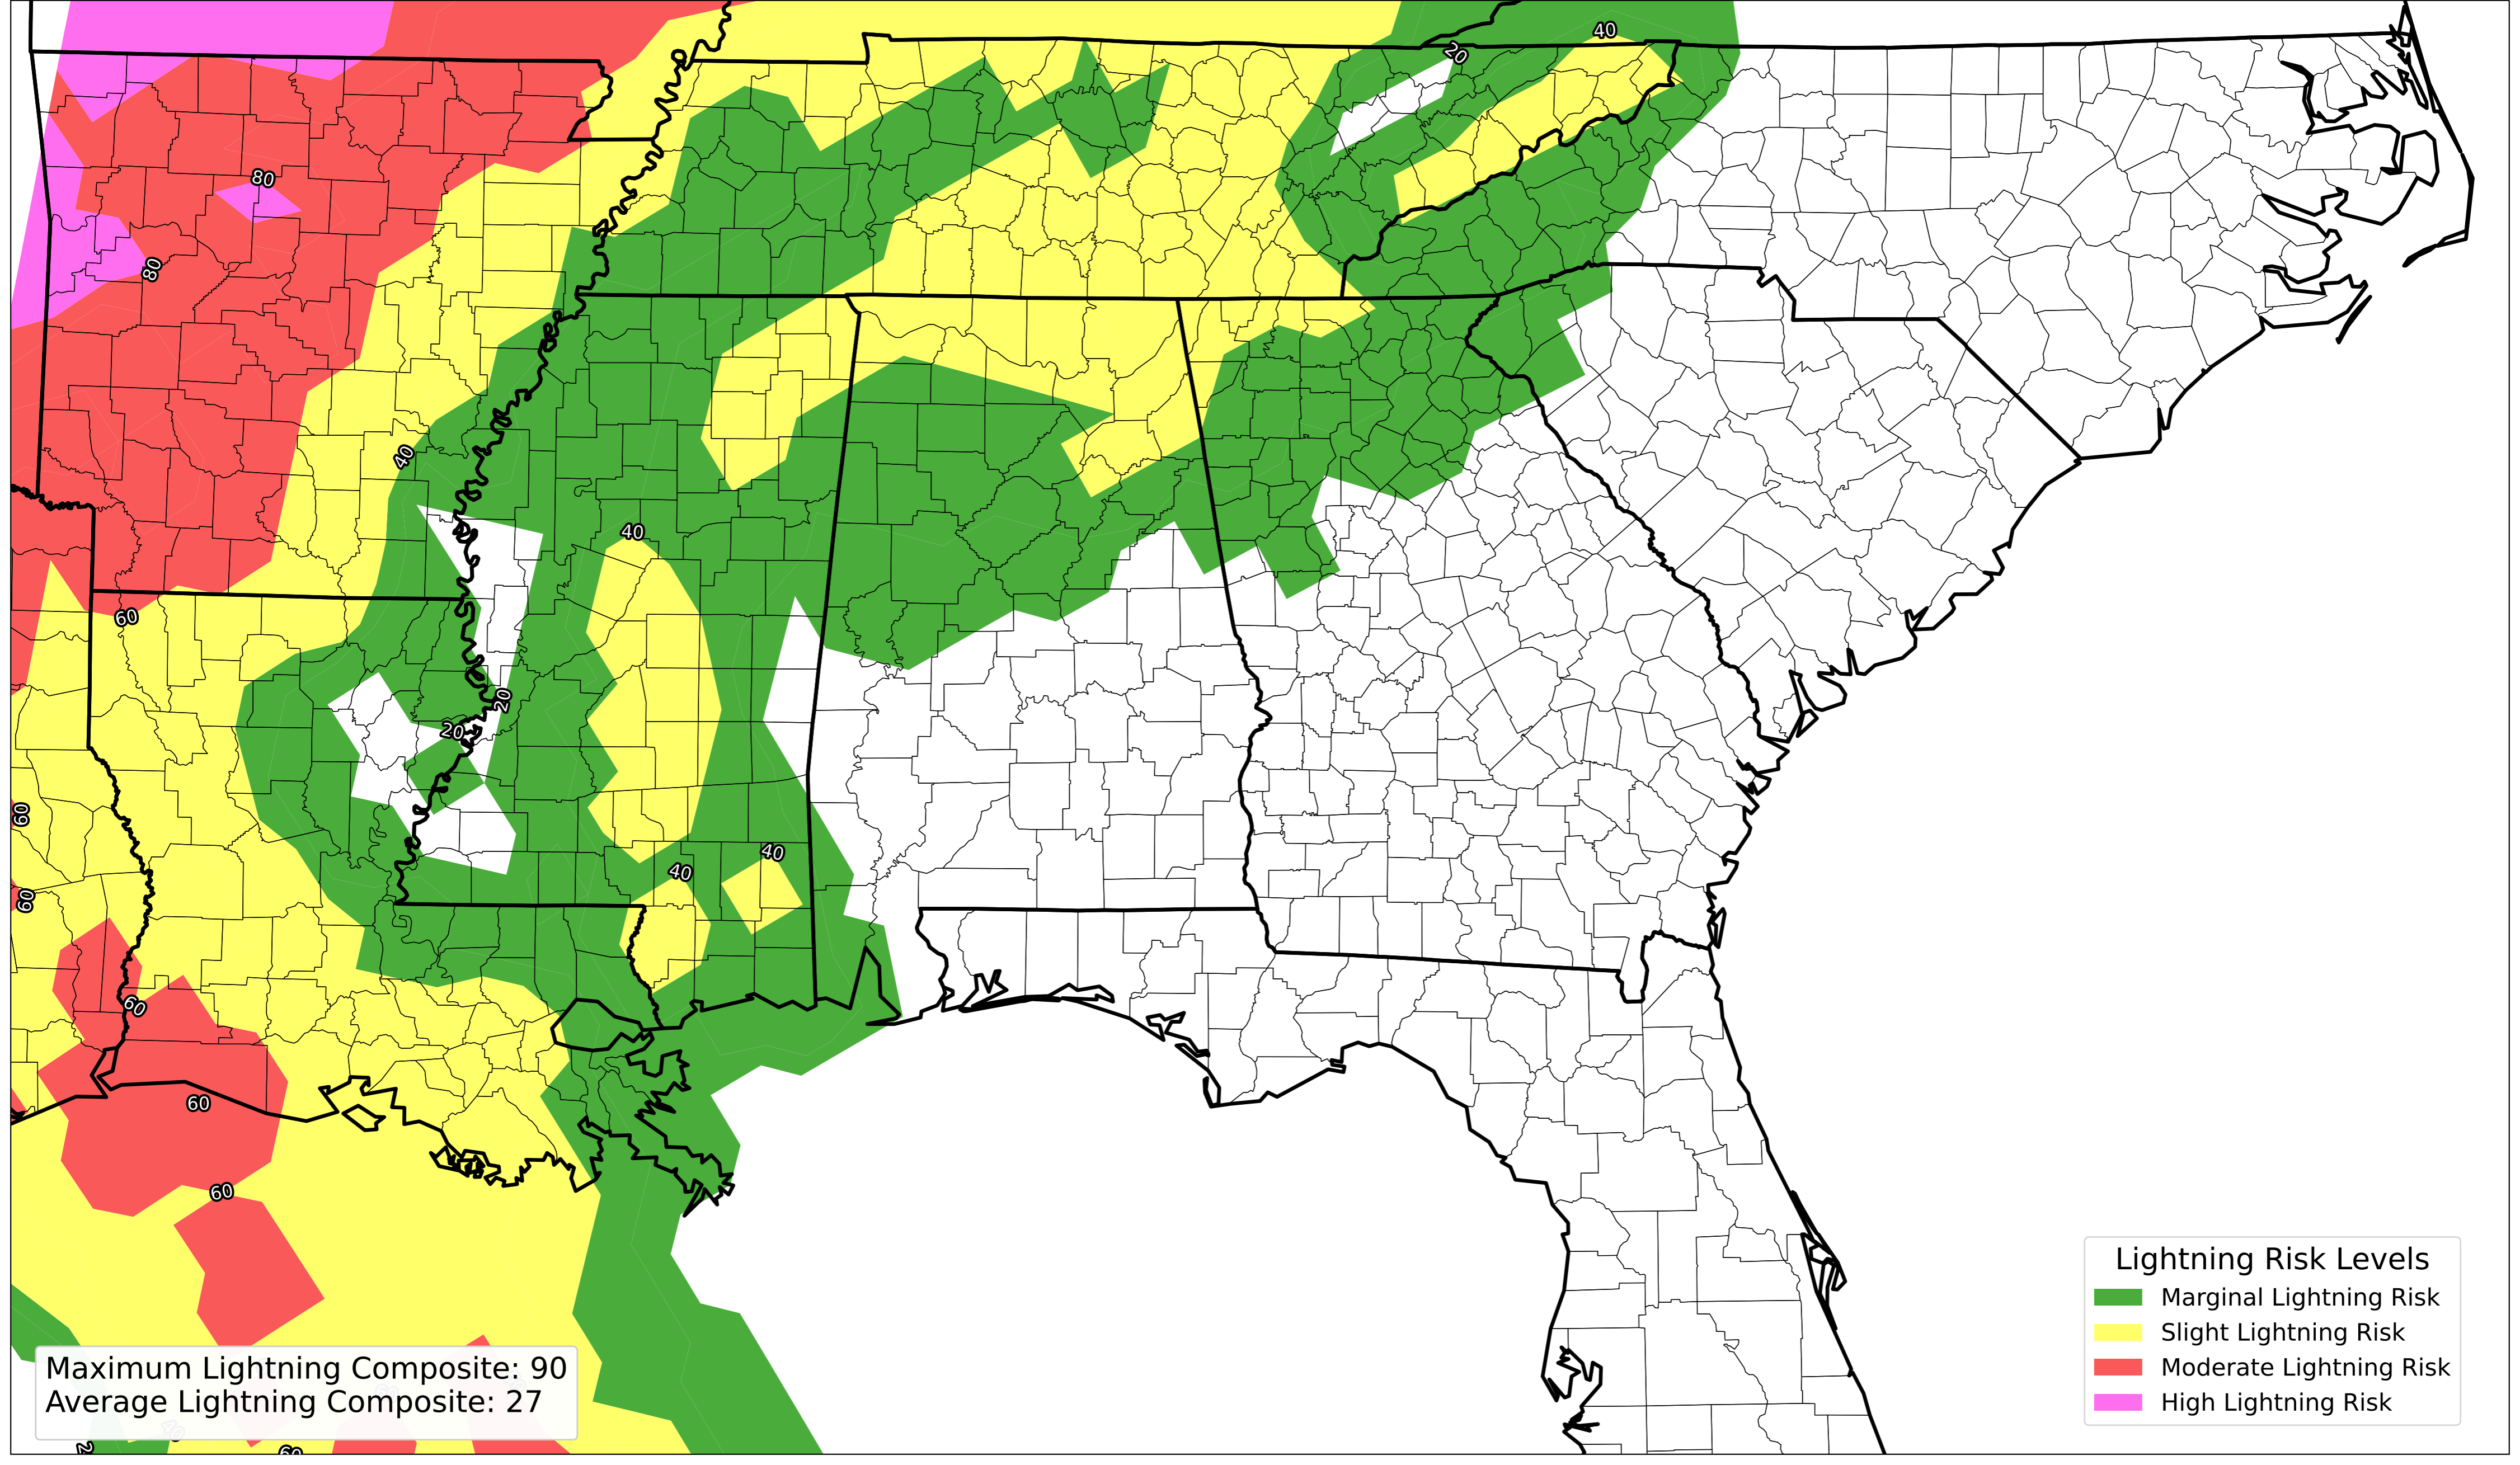 40
20
80
80
40
40
60
20
20
60
40
40
60
60
60
60
Lightning Risk Levels
Marginal Lightning Risk
Slight Lightning Risk
Moderate Lightning Risk
High Lightning Risk
Maximum Lightning Composite: 90
Average Lightning Composite: 27
40
60